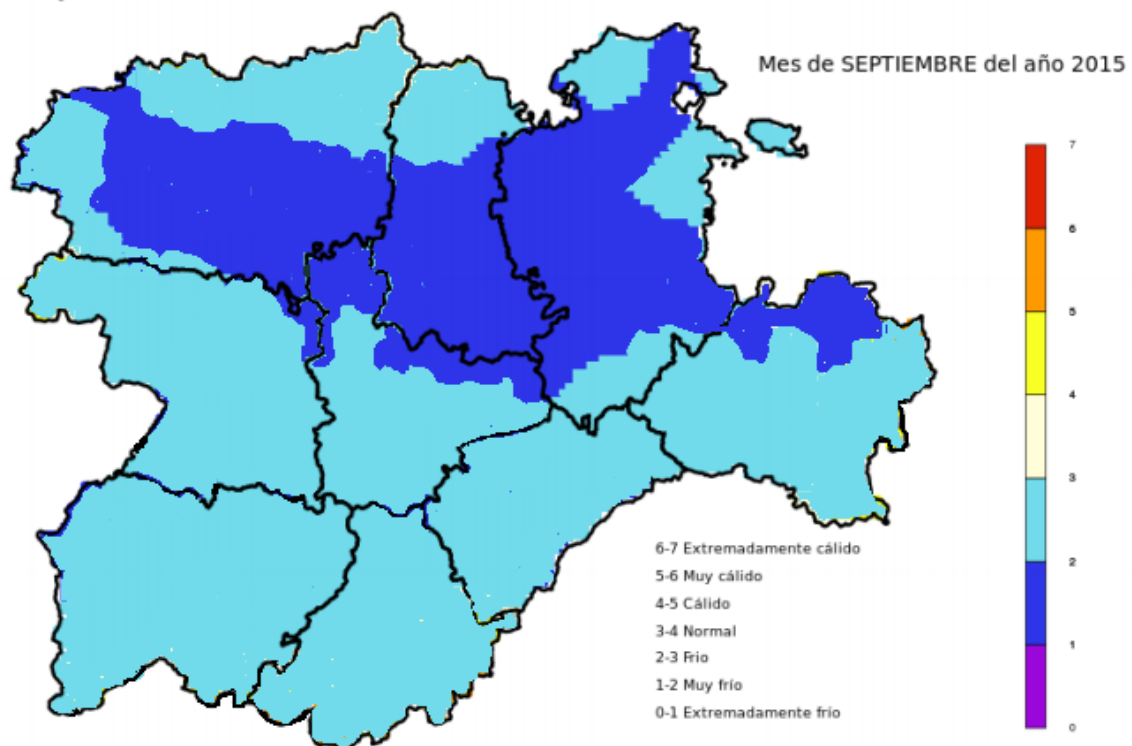 Mes de SEPTIEMBRE del año 2015
7
6
5
4
3
2
1
0
6-7 Extremadamente cálido
5-6 Muy cálido
4-5 Cálido
3-4 Normal
2-3 Frio
1-2 Muy frío
0-1 Extremadamente frío